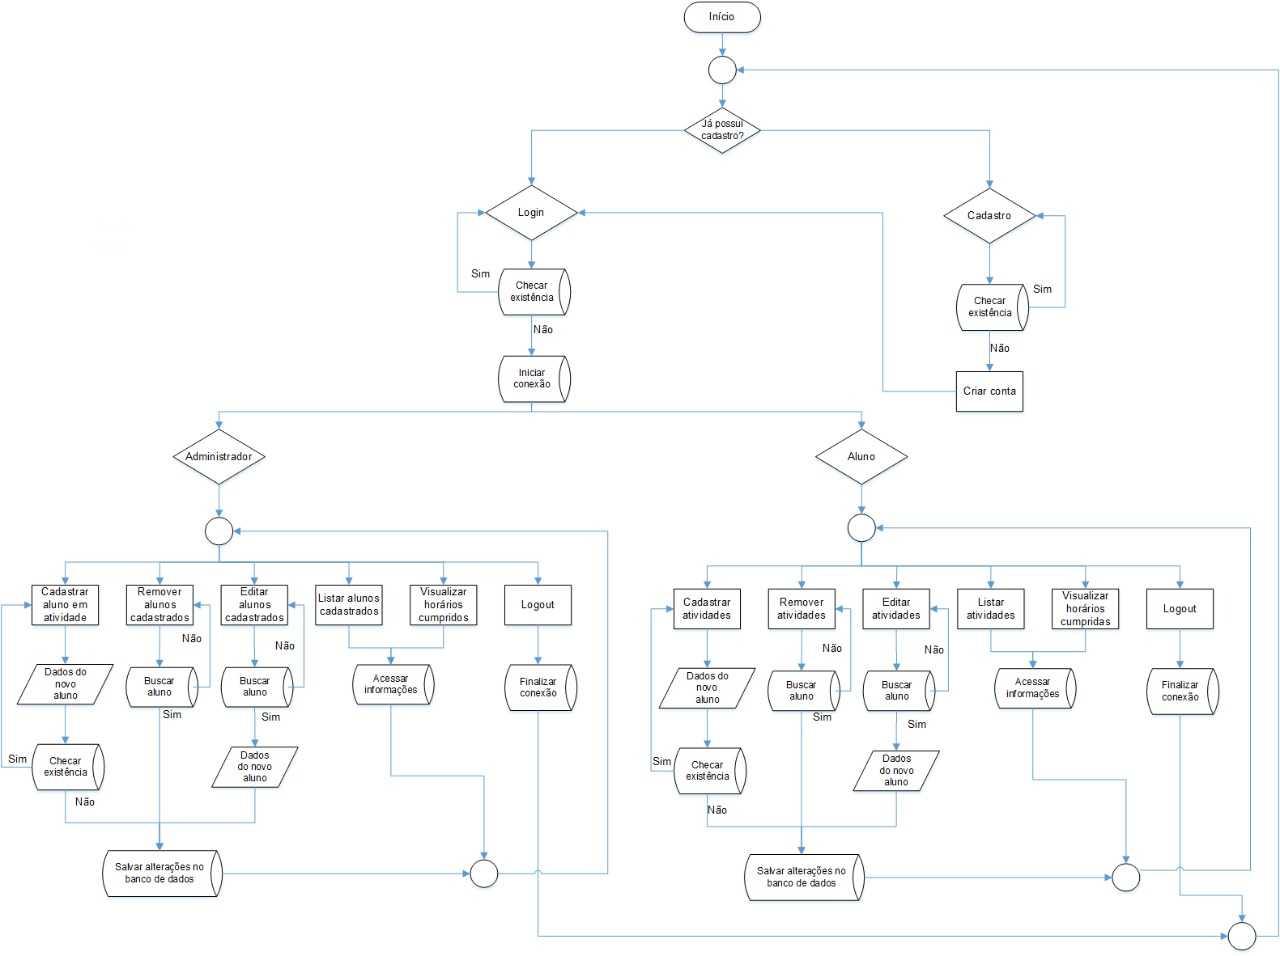 Início
Já possui
cadastro?
Login
Cadastro
Sim
Checar
existência
Sim
Checar
existência
Não
Não
Iniciar
conexão
Criar conta
Administrador
Aluno
Cadastrar
aluno em
atividade
Remover
alunos
cadastrados
Editar
alunos
cadastrados
Listar alunos
cadastrados
Visualizar
horários
cumpridos
Logout
Não
Não
Dados do
novo
aluno
Buscar
aluno
Buscar
aluno
Acessar
informações
Finalizar
conexão
Sim
Sim
Sim
Checar
existência
Dados
do novo
aluno
Não
Salvar alterações no
banco de dados
Cadastrar
atividades
Remover
atividades
Editar
atividades
Listar
atividades
Visualizar
horários
cumpridas
Logout
Não
Não
Dados do
novo
aluno
Buscar
aluno
Buscar
aluno
Acessar
informações
Finalizar
conexão
Sim
Sim
Sim
Checar
existência
Dados
do novo
aluno
Não
Salvar alterações no
banco de dados